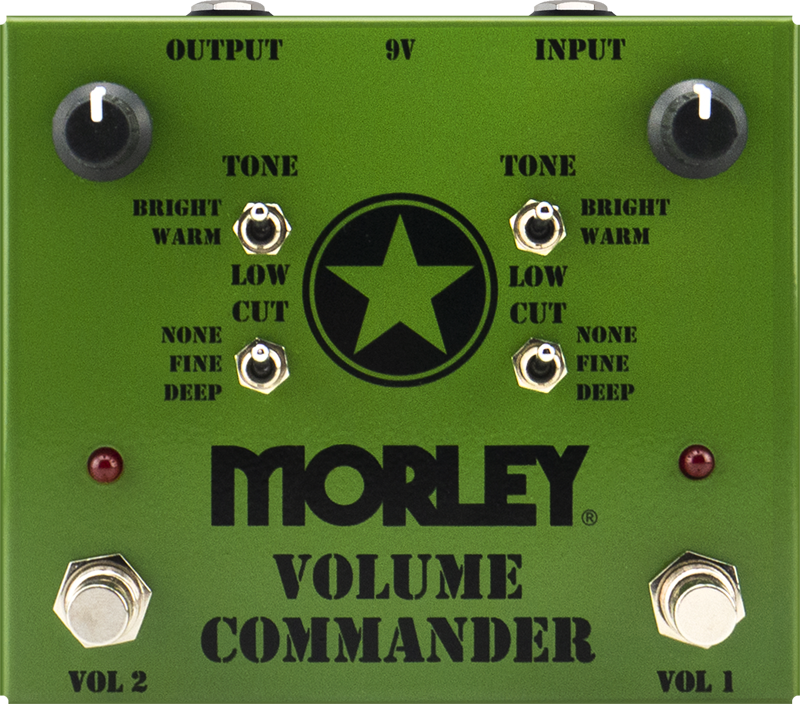 OUTPUT 9V INPUT
TONE TONE
BRIGHT BRIGHT
WARM WARM
LOW LOW
CUT CUT
NONE NONE
FINE FINE
DEEP DEEP
MORLEY®
VOLUME
COMMANDER
VOL 2 VOL 1